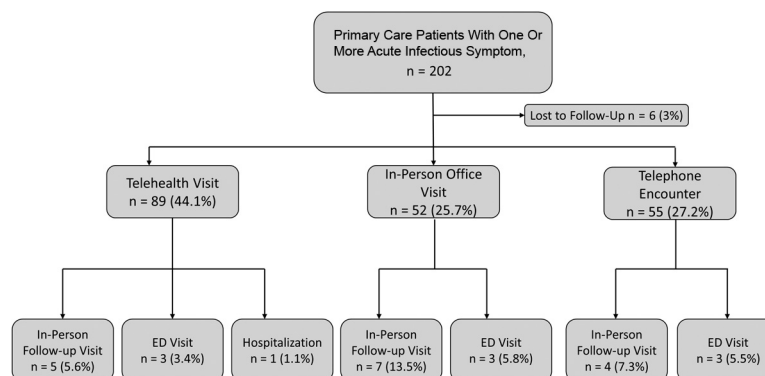 Primary Care Patients With One Or
More Acute Infectious Symptom,
n = 202
Lost to Follow-Up n = 6 (3%)
Telehealth Visit
n = 89 (44.1%)
In-Person Office
Visit
n = 52 (25.7%)
Telephone
Encounter
n = 55 (27.2%)
In-Person
Follow-up Visit
n = 5 (5.6%)
ED Visit
n = 3 (3.4%)
Hospitalization
n = 1 (1.1%)
In-Person
Follow-up Visit
n = 7 (13.5%)
ED Visit
n = 3 (5.8%)
In-Person
Follow-up Visit
n = 4 (7.3%)
ED Visit
n = 3 (5.5%)